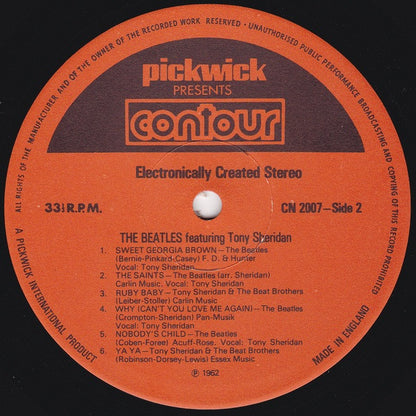 ALL RIGHTS OF THE MANUFACTURER AND OF THE OWNER OF THE RECORDED WORK RESERVED • UNAUTHORISED PUBLIC PERFORMANCE BROADCASTING AND COPYING OF THIS RECORD PROHIBITED
pickwick
PRESENTS
contour
Electronically Created Stereo
33⅓ R.P.M.
CN 2007—Side 2
THE BEATLES featuring Tony Sheridan
1. SWEET GEORGIA BROWN—The Beatles
(Bernie-Pinkard-Casey) F. D. & Hunter
Vocal: Tony Sheridan
2. THE SAINTS—The Beatles (arr. Sheridan)
Carlin Music. Vocal: Tony Sheridan
3. RUBY BABY—Tony Sheridan & The Beat Brothers
(Leiber-Stoller) Carlin Music
4. WHY (CAN'T YOU LOVE ME AGAIN)—The Beatles
(Crompton-Sheridan) Pan-Musik
Vocal: Tony Sheridan
5. NOBODY'S CHILD—The Beatles
(Coben-Foree) Acuff-Rose. Vocal: Tony Sheridan
6. YA YA—Tony Sheridan & The Beat Brothers
(Robinson-Dorsey-Lewis) Essex Music
℗ 1962
A PICKWICK INTERNATIONAL PRODUCT
MADE IN ENGLAND